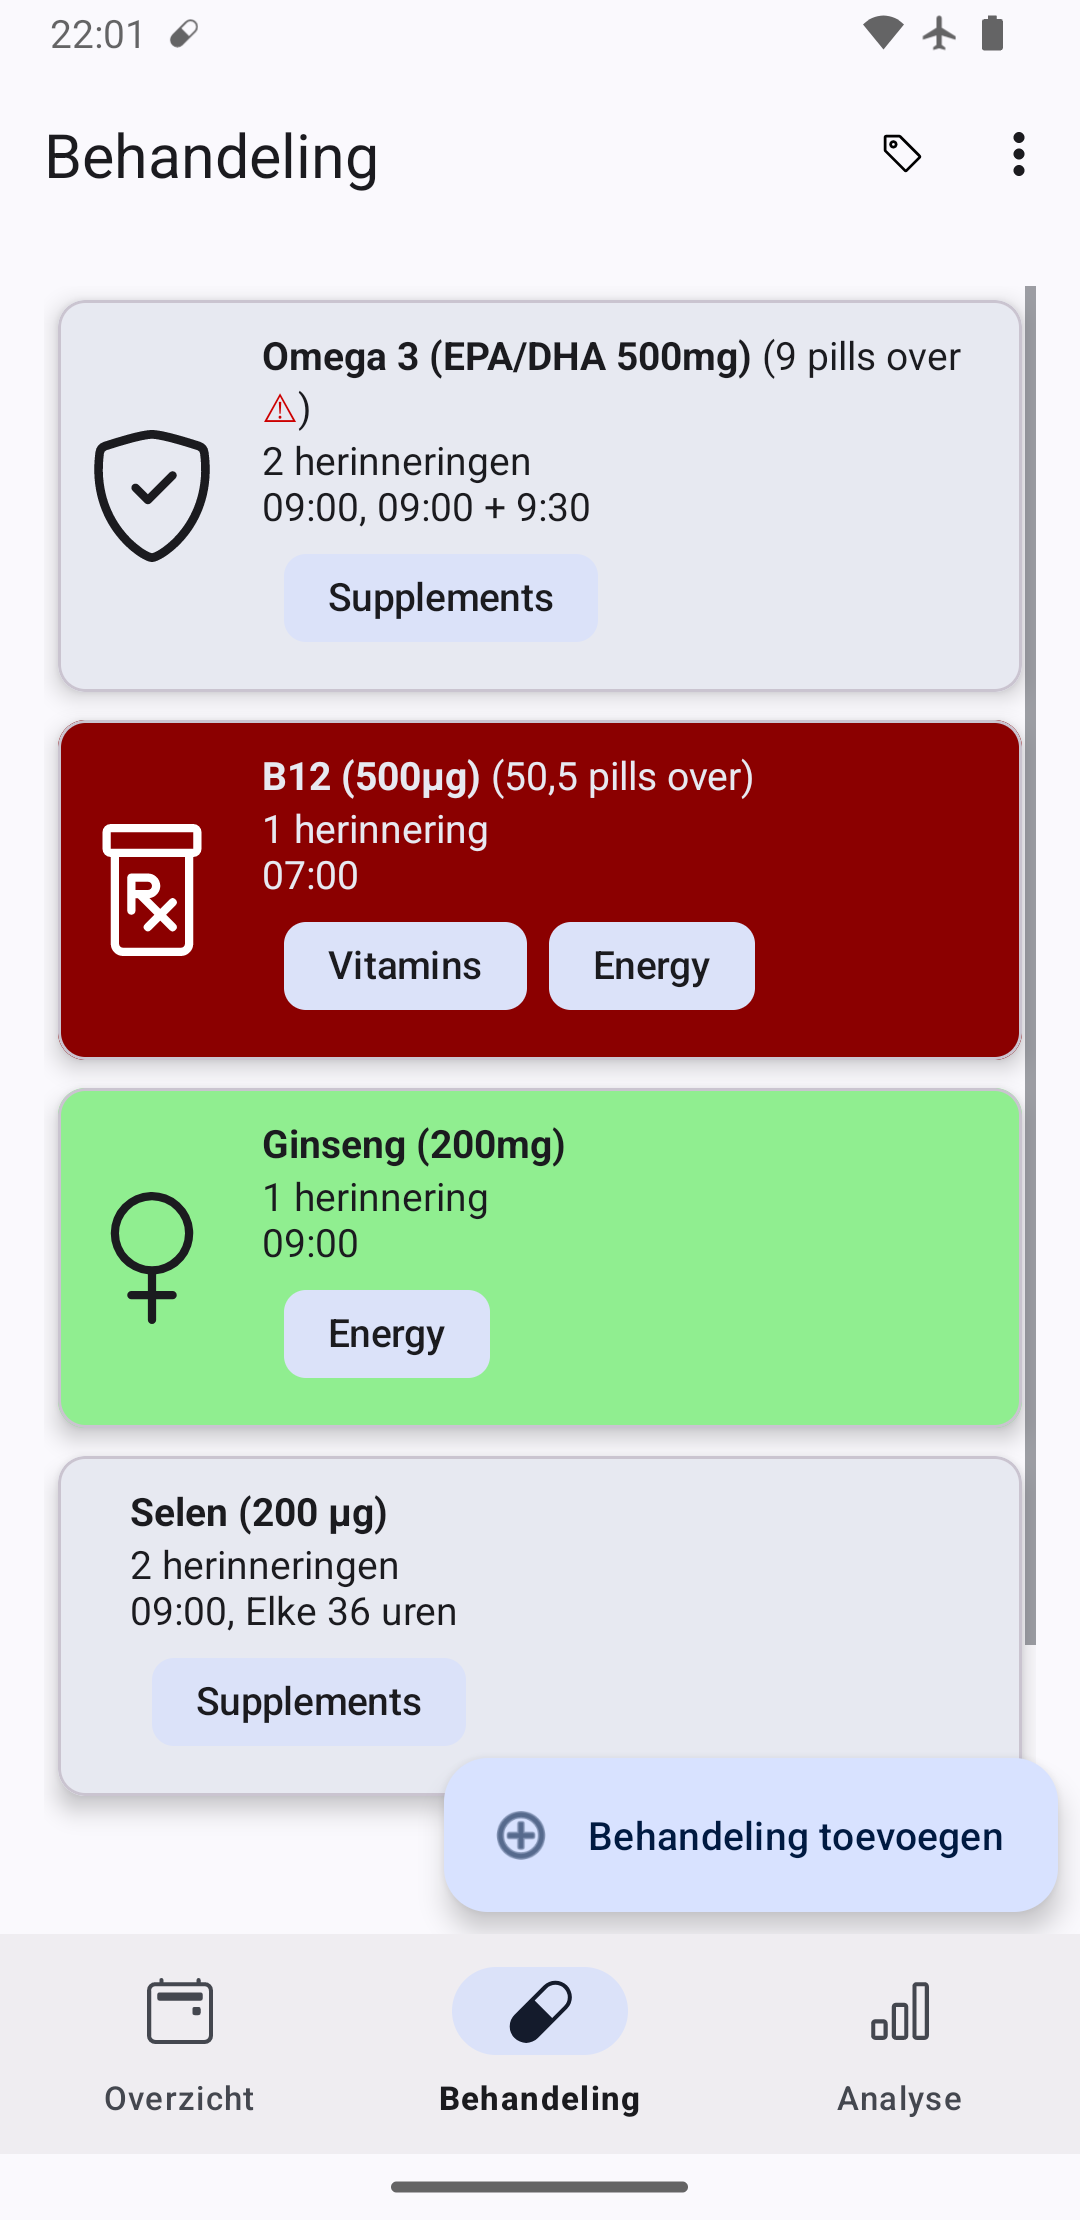 22:01
Behandeling
Omega 3 (EPA/DHA 500mg) (9 pills over
⚠)
2 herinneringen
09:00, 09:00 + 9:30
Supplements
B12 (500µg) (50,5 pills over)
1 herinnering
07:00
Vitamins Energy
Ginseng (200mg)
1 herinnering
09:00
Energy
Selen (200 µg)
2 herinneringen
09:00, Elke 36 uren
Supplements
Behandeling toevoegen
Overzicht Behandeling Analyse